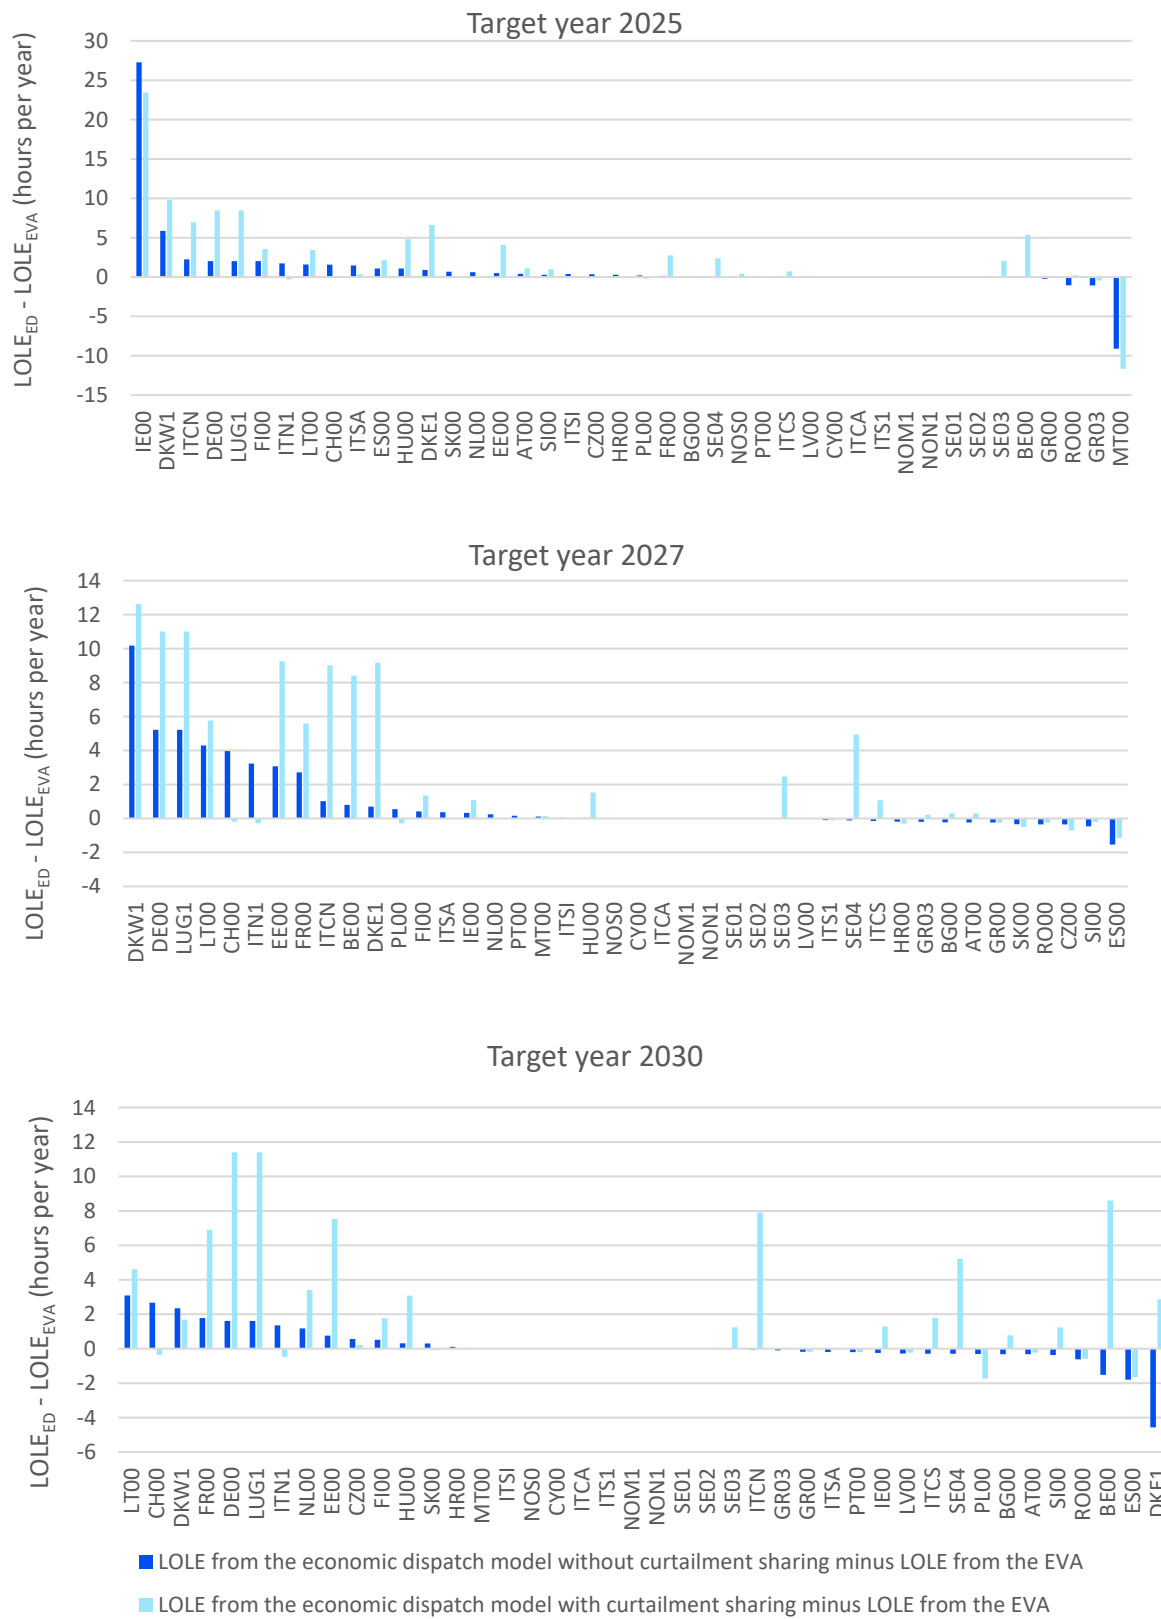 Target year 2025
LOLE_ED - LOLE_EVA (hours per year)
30
25
20
15
10
5
0
-5
-10
-15
IE00
DKW1
ITCN
DE00
LUG1
FI00
ITN1
LT00
CH00
ITSA
ES00
HU00
DKE1
SK00
NL00
EE00
AT00
SI00
ITSI
CZ00
HR00
PL00
FR00
BG00
SE04
NOS0
PT00
ITCS
LV00
CY00
ITCA
ITS1
NOM1
NON1
SE01
SE02
SE03
BE00
GR00
RO00
GR03
MT00
Target year 2027
LOLE_ED - LOLE_EVA (hours per year)
14
12
10
8
6
4
2
0
-2
-4
DKW1
DE00
LUG1
LT00
CH00
ITN1
EE00
FR00
ITCN
BE00
DKE1
PL00
FI00
ITSA
IE00
NL00
PT00
MT00
ITSI
HU00
NOS0
CY00
ITCA
NOM1
NON1
SE01
SE02
SE03
LV00
ITS1
SE04
ITCS
HR00
GR03
BG00
AT00
GR00
SK00
RO00
CZ00
SI00
ES00
Target year 2030
LOLE_ED - LOLE_EVA (hours per year)
14
12
10
8
6
4
2
0
-2
-4
-6
LT00
CH00
DKW1
FR00
DE00
LUG1
ITN1
NL00
EE00
CZ00
FI00
HU00
SK00
HR00
MT00
ITSI
NOS0
CY00
ITCA
ITS1
NOM1
NON1
SE01
SE02
SE03
ITCN
GR03
GR00
ITSA
PT00
IE00
LV00
ITCS
SE04
PL00
BG00
AT00
SI00
RO00
BE00
ES00
DKE1
LOLE from the economic dispatch model without curtailment sharing minus LOLE from the EVA
LOLE from the economic dispatch model with curtailment sharing minus LOLE from the EVA